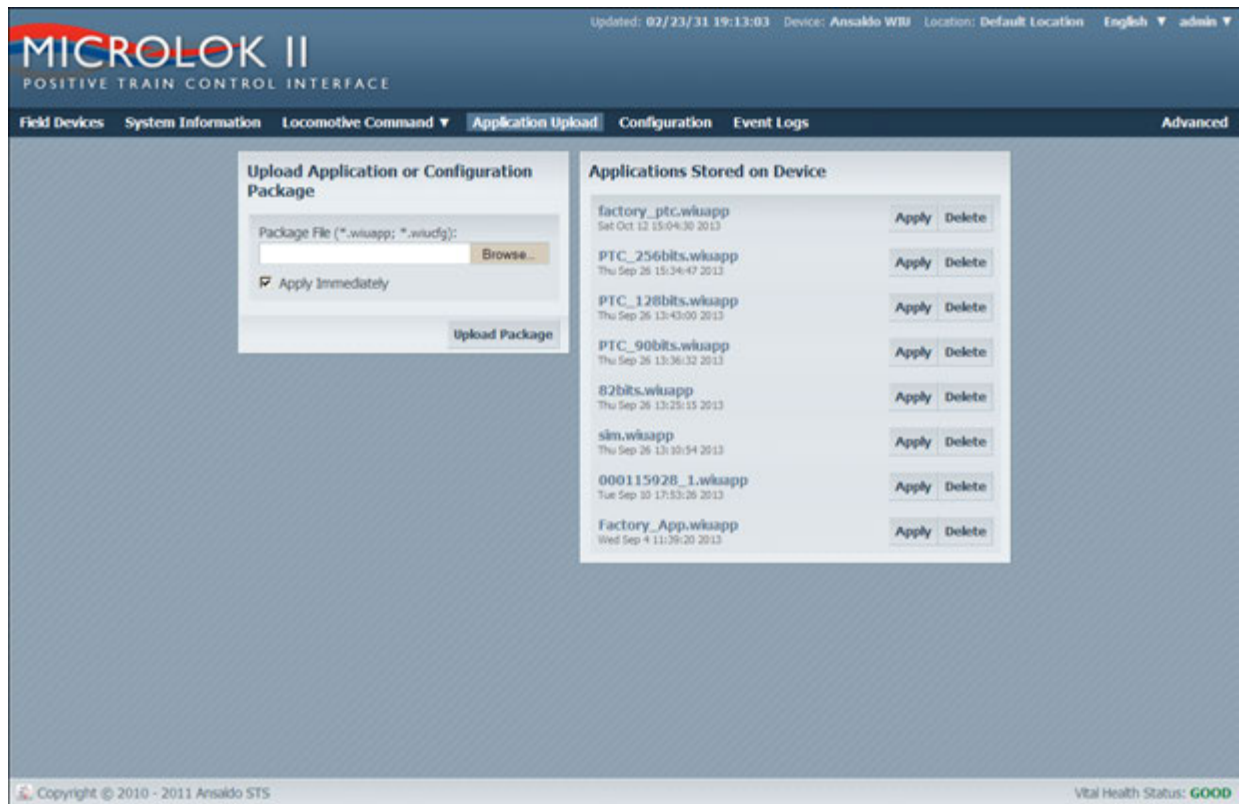 Updated: 02/23/31 19:13:03 Device: Ansaldo WIU Location: Default Location English ▼ admin ▼
MICROLOK II
POSITIVE TRAIN CONTROL INTERFACE
Field Devices System Information Locomotive Command ▼ Application Upload Configuration Event Logs Advanced
Upload Application or Configuration
Package
Package File (*.wiuapp; *.wiucfg):
Browse...
Apply Immediately
Upload Package
Applications Stored on Device
factory_ptc.wiuapp Apply Delete
Sat Oct 12 15:04:30 2013
PTC_256bits.wiuapp Apply Delete
Thu Sep 26 15:34:47 2013
PTC_128bits.wiuapp Apply Delete
Thu Sep 26 13:43:00 2013
PTC_90bits.wiuapp Apply Delete
Thu Sep 26 13:36:32 2013
82bits.wiuapp Apply Delete
Thu Sep 26 13:25:15 2013
sim.wiuapp Apply Delete
Thu Sep 26 13:10:54 2013
000115928_1.wiuapp Apply Delete
Tue Sep 10 17:53:26 2013
Factory_App.wiuapp Apply Delete
Wed Sep 4 11:39:20 2013
Copyright © 2010 - 2011 Ansaldo STS Vital Health Status: GOOD